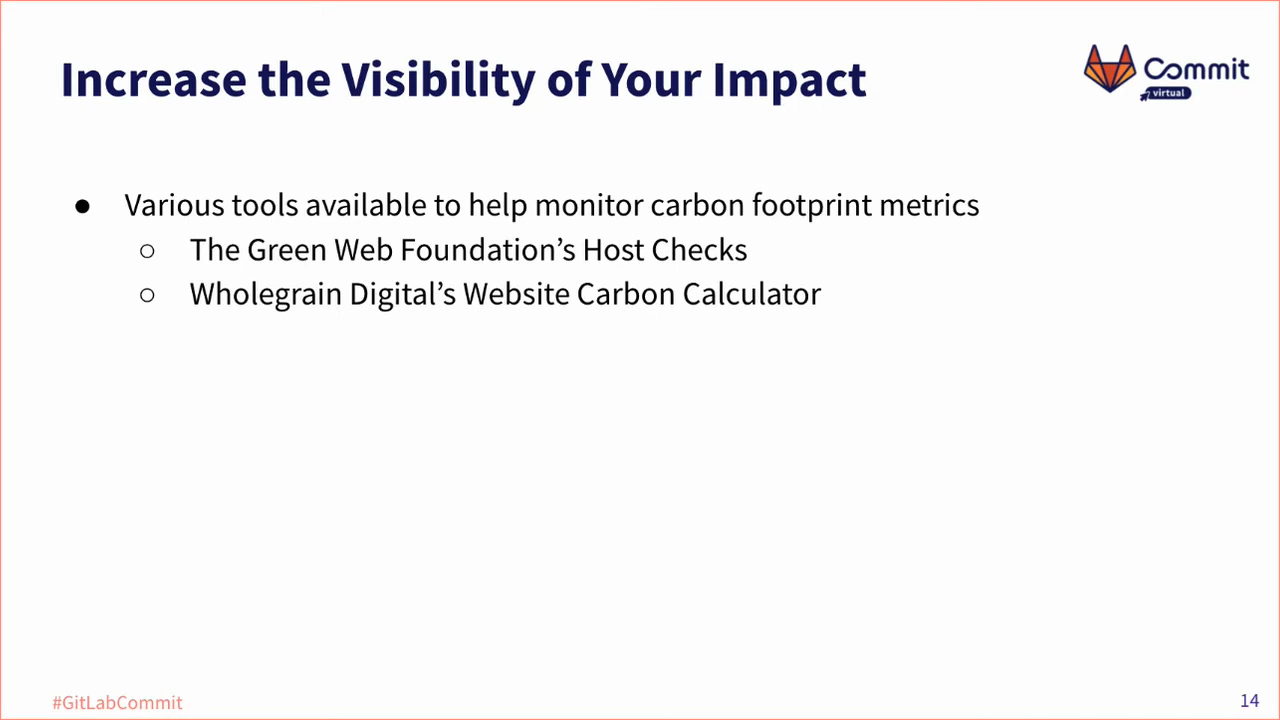 Increase the Visibility of Your Impact
Commit
virtual
● Various tools available to help monitor carbon footprint metrics
○ The Green Web Foundation’s Host Checks
○ Wholegrain Digital’s Website Carbon Calculator
#GitLabCommit
14